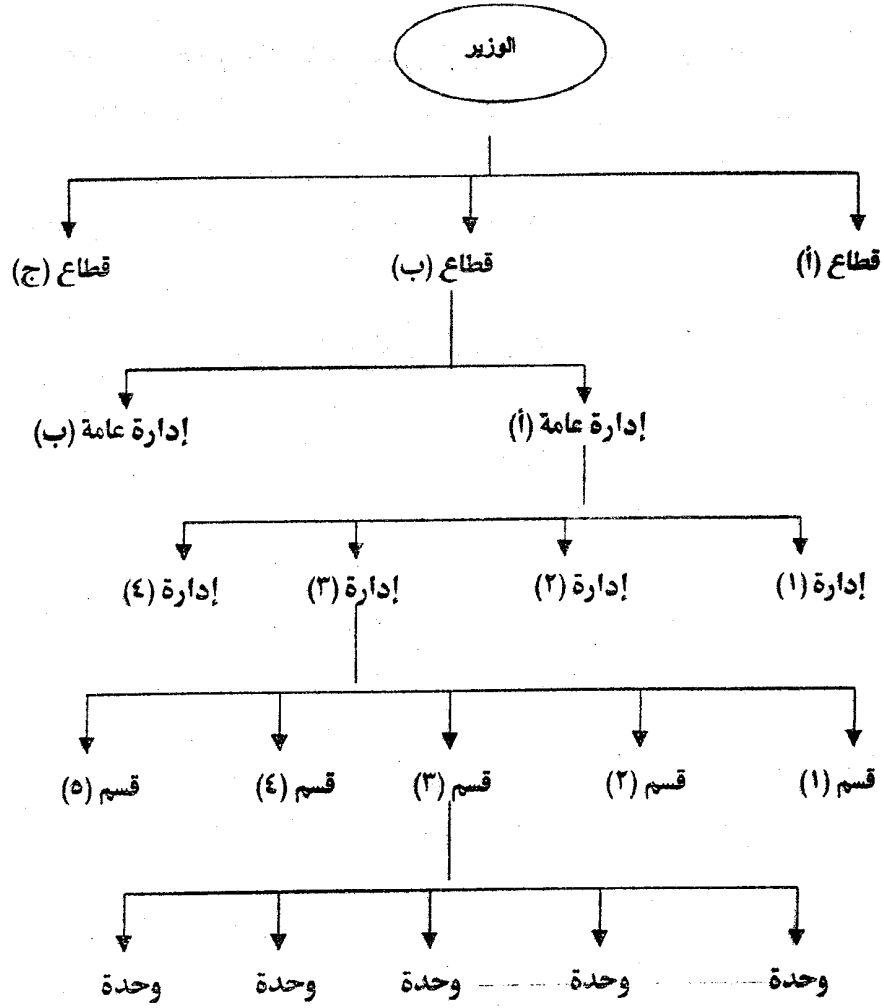 الوزير
قطاع (أ) قطاع (ب) قطاع (ج)
إدارة عامة (أ) إدارة عامة (ب)
إدارة (١) إدارة (٢) إدارة (٣) إدارة (٤)
قسم (١) قسم (٢) قسم (٣) قسم (٤) قسم (٥)
وحدة وحدة وحدة وحدة وحدة